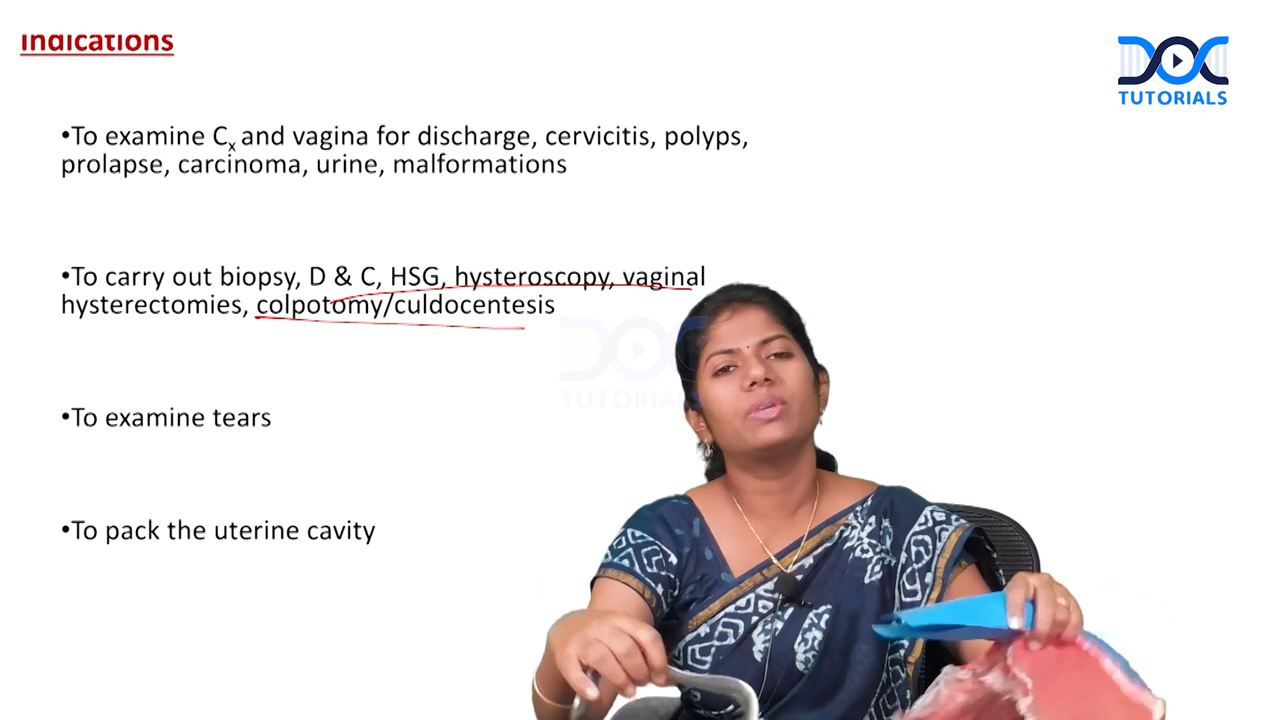 Indications
TUTORIALS
•To examine Cx and vagina for discharge, cervicitis, polyps,
prolapse, carcinoma, urine, malformations
•To carry out biopsy, D & C, HSG, hysteroscopy, vaginal
hysterectomies, colpotomy/culdocentesis
TUTORIALS
•To examine tears
•To pack the uterine cavity